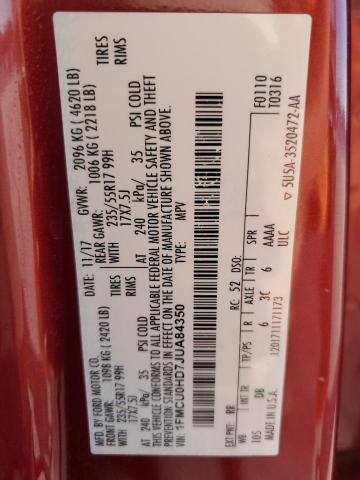 MFD. BY FORD MOTOR CO.
DATE: 11/17 GVWR: 2096 KG ( 4620 LB)
FRONT GAWR: 1098 KG ( 2420 LB) REAR GAWR: 1006 KG ( 2218 LB)
WITH 235/55R17 99H TIRES WITH 235/55R17 99H TIRES
17X7.5J RIMS 17X7.5J RIMS
AT 240 kPa/ 35 PSI COLD AT 240 kPa/ 35 PSI COLD
THIS VEHICLE CONFORMS TO ALL APPLICABLE FEDERAL MOTOR VEHICLE SAFETY AND THEFT
PREVENTION STANDARDS IN EFFECT ON THE DATE OF MANUFACTURE SHOWN ABOVE.
VIN: 1FMCU0HD7JUA84350 TYPE: MPV
F0110
T0316
EXT PNT: RR RC: 52 DSO:
WB BRK INT TR TP/PS R AXLE TR SPR
105 DB 6 3C 6 AAAA
ULC
MADE IN U.S.A. 12017111171173
▽ 5U5A-3520472-AA